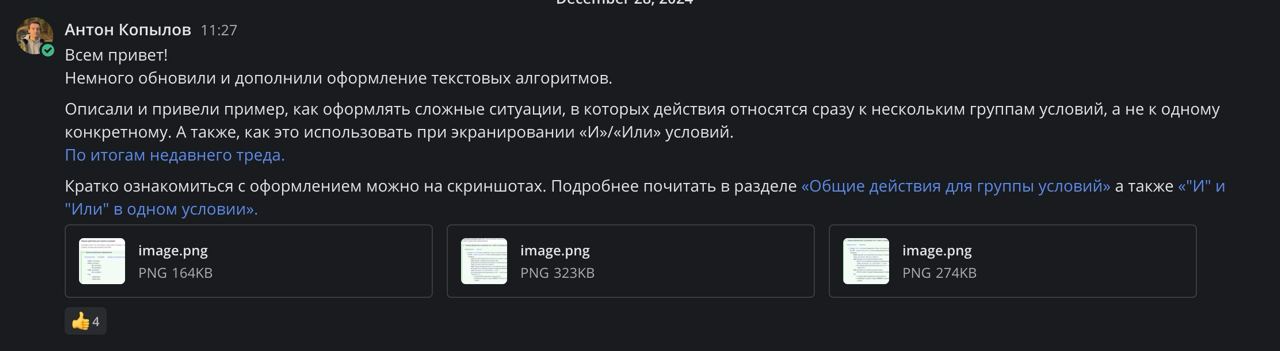 December 28, 2024
Антон Копылов 11:27
Всем привет!
Немного обновили и дополнили оформление текстовых алгоритмов.
Описали и привели пример, как оформлять сложные ситуации, в которых действия относятся сразу к нескольким группам условий, а не к одному
конкретному. А также, как это использовать при экранировании «И»/«Или» условий.
По итогам недавнего треда.
Кратко ознакомиться с оформлением можно на скриншотах. Подробнее почитать в разделе «Общие действия для группы условий» а также «"И" и
"Или" в одном условии».
image.png image.png image.png
PNG 164KB PNG 323KB PNG 274KB
4